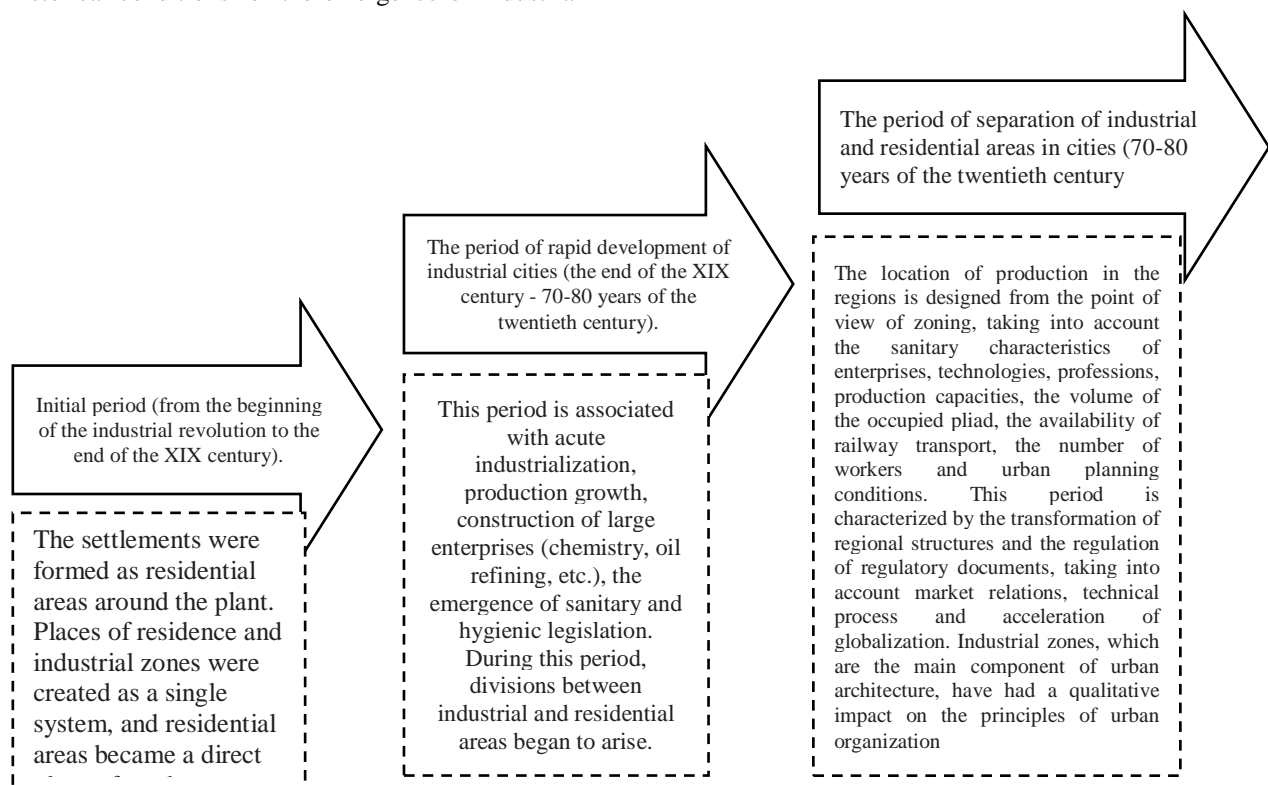 Initial period (from the beginning
of the industrial revolution to the
end of the XIX century).
The settlements were
formed as residential
areas around the plant.
Places of residence and
industrial zones were
created as a single
system, and residential
areas became a direct
The period of rapid development of
industrial cities (the end of the XIX
century - 70-80 years of the
twentieth century).
This period is associated
with acute
industrialization,
production growth,
construction of large
enterprises (chemistry, oil
refining, etc.), the
emergence of sanitary and
hygienic legislation.
During this period,
divisions between
industrial and residential
areas began to arise.
The period of separation of industrial
and residential areas in cities (70-80
years of the twentieth century
The location of production in the
regions is designed from the point of
view of zoning, taking into account
the sanitary characteristics of
enterprises, technologies, professions,
production capacities, the volume of
the occupied pliad, the availability of
railway transport, the number of
workers and urban planning
conditions. This period is
characterized by the transformation of
regional structures and the regulation
of regulatory documents, taking into
account market relations, technical
process and acceleration of
globalization. Industrial zones, which
are the main component of urban
architecture, have had a qualitative
impact on the principles of urban
organization